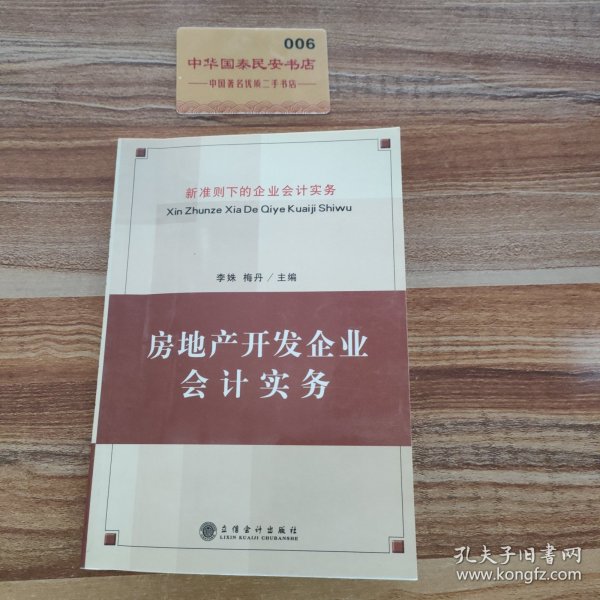 006
中华国泰民安书店
中国著名优质二手书店
新准则下的企业会计实务
Xin Zhunze Xia De Qiye Kuaiji Shiwu
李姝 梅丹/主编
房地产开发企业
会计实务
立信会计出版社
LIXIN KUAIJI CHUBANSHE
孔夫子旧书网
www.kongfz.com